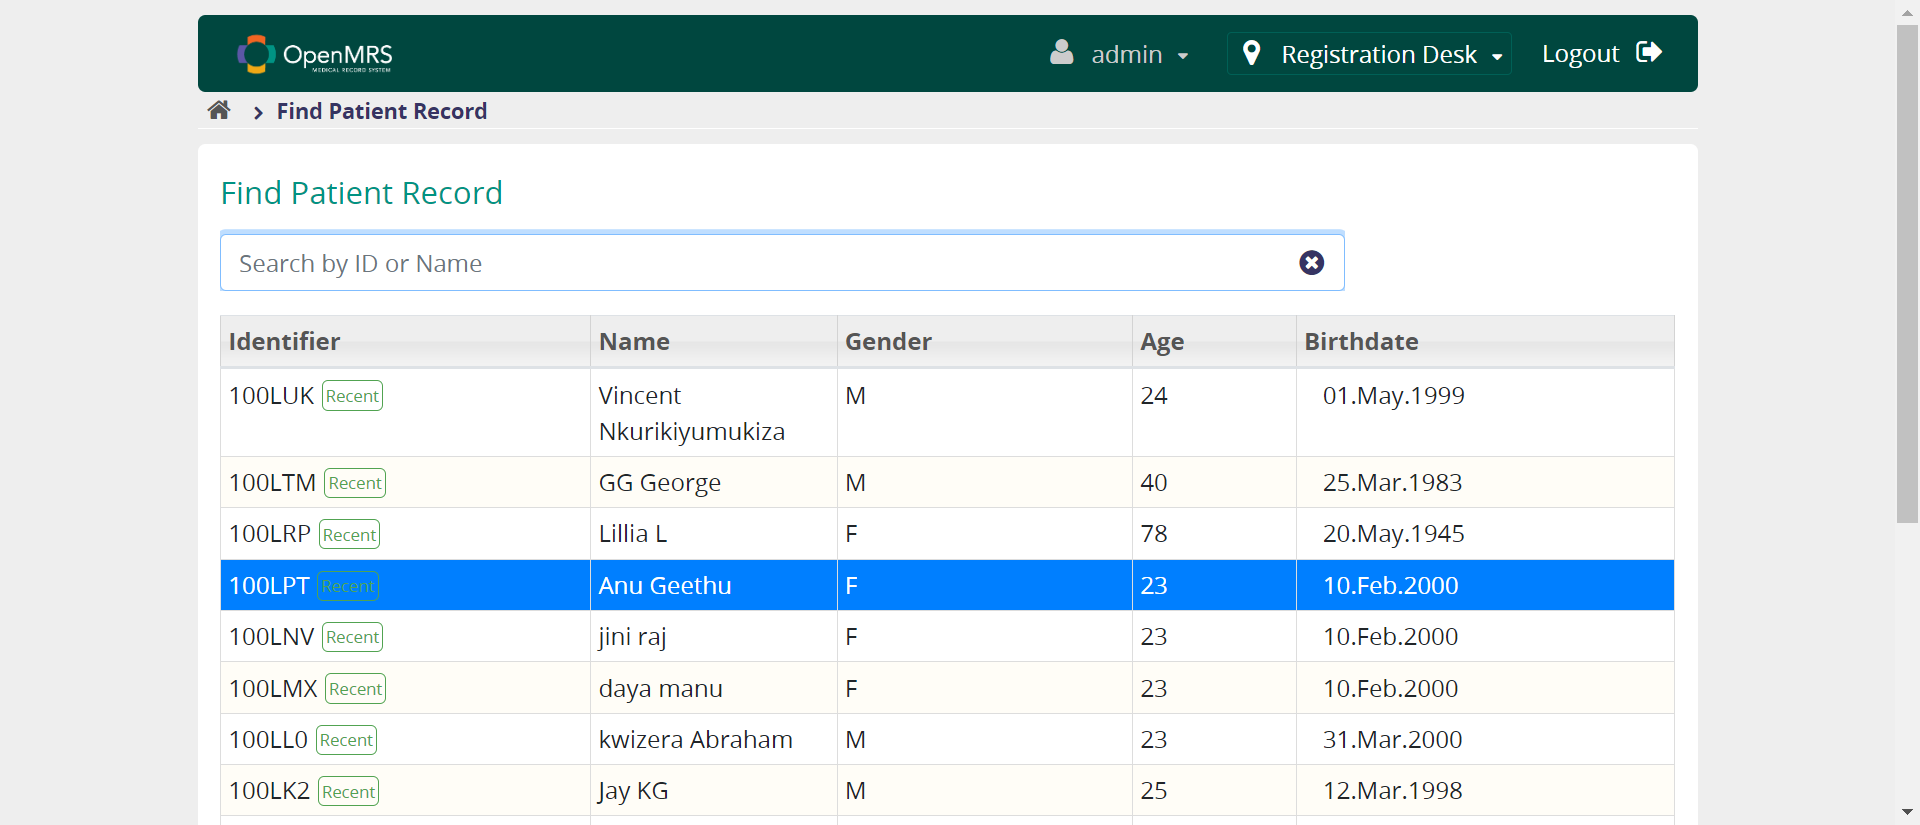 OpenMRS
MEDICAL RECORD SYSTEM
admin
Registration Desk
Logout
Find Patient Record
Find Patient Record
Search by ID or Name
Identifier Name Gender Age Birthdate
100LUK Recent Vincent Nkurikiyumukiza M 24 01.May.1999
100LTM Recent GG George M 40 25.Mar.1983
100LRP Recent Lillia L F 78 20.May.1945
100LPT Recent Anu Geethu F 23 10.Feb.2000
100LNV Recent jini raj F 23 10.Feb.2000
100LMX Recent daya manu F 23 10.Feb.2000
100LL0 Recent kwizera Abraham M 23 31.Mar.2000
100LK2 Recent Jay KG M 25 12.Mar.1998